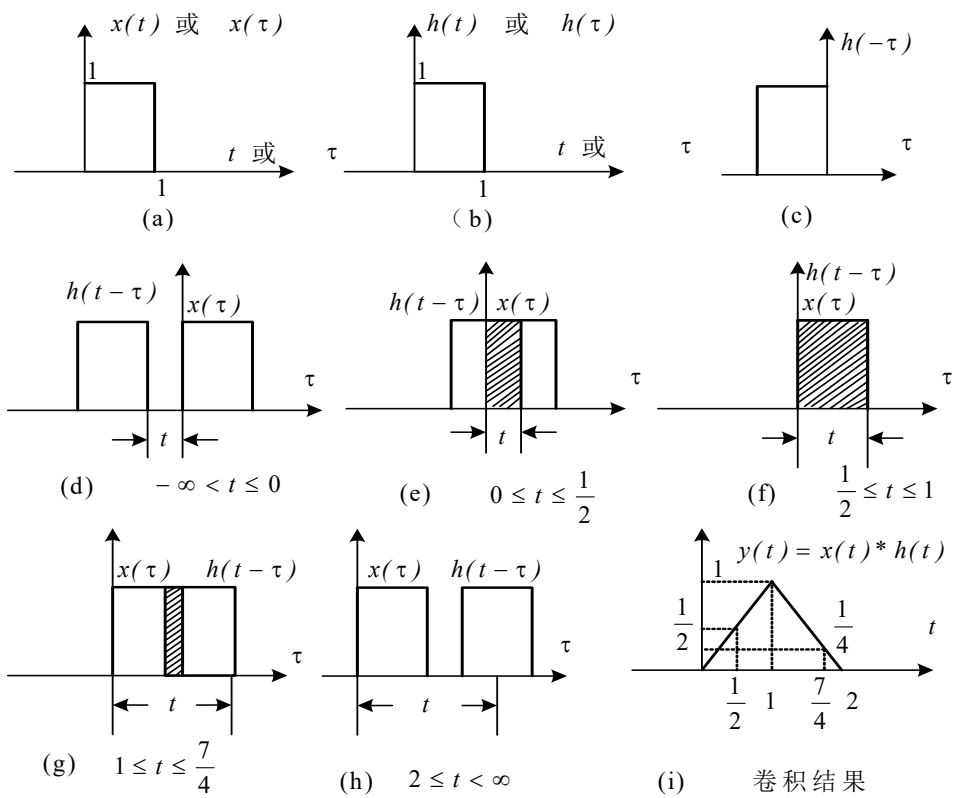 x(t) 或 x(τ)
1
t 或 τ
1
(a)
h(t) 或 h(τ)
1
t 或 τ
1
(b)
h(−τ)
τ
(c)
h(t−τ)
x(τ)
τ
t
(d) −∞ < t ≤ 0
h(t−τ) x(τ)
τ
t
(e) 0 ≤ t ≤ 1/2
h(t−τ)
x(τ)
τ
t
(f) 1/2 ≤ t ≤ 1
x(τ) h(t−τ)
τ
t
(g) 1 ≤ t ≤ 7/4
x(τ) h(t−τ)
τ
t
(h) 2 ≤ t < ∞
y(t) = x(t)* h(t)
1
1/2
1/4
t
1/2 1 7/4 2
(i) 卷积结果